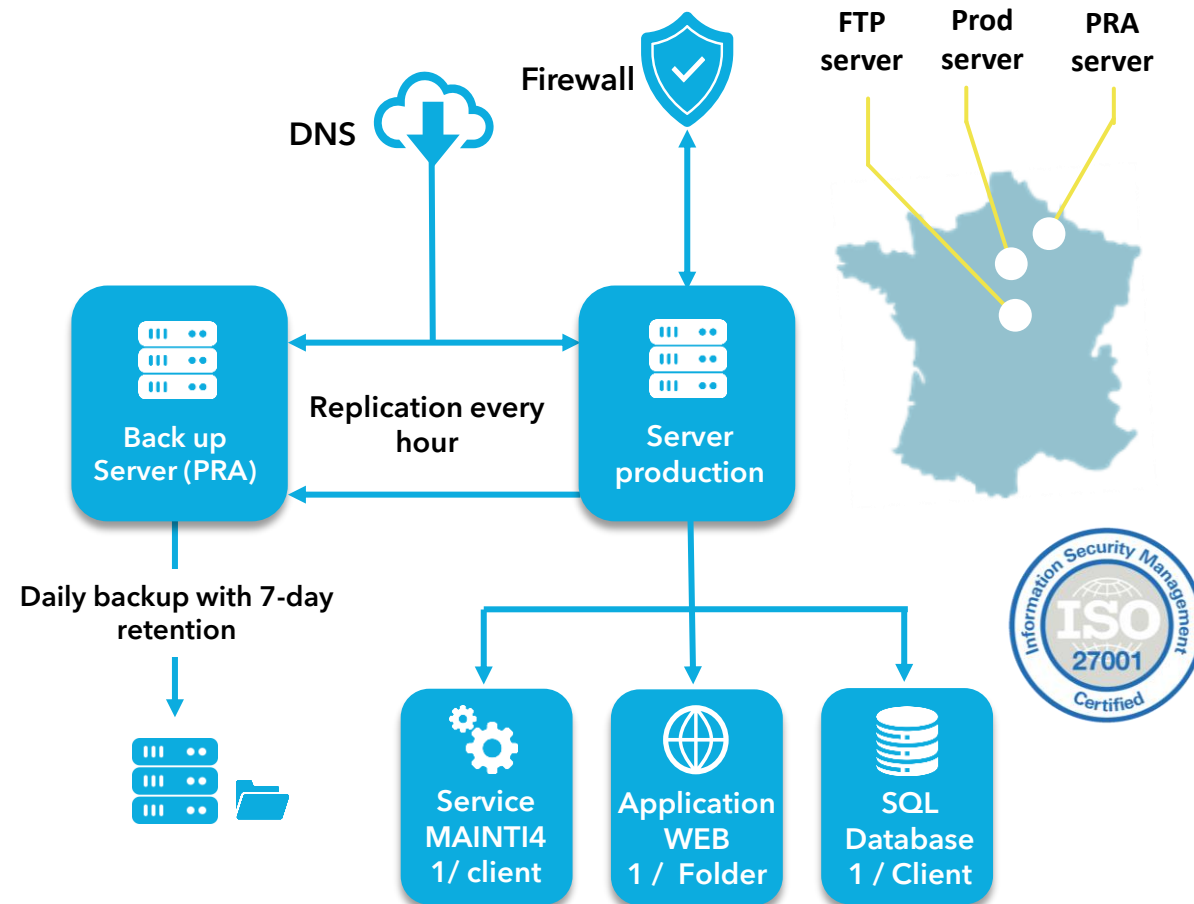 FTP
server
Prod
server
PRA
server
Firewall
DNS
Replication every
hour
Back up
Server (PRA)
Server
production
Daily backup with 7-day
retention
Information Security Management
ISO
27001
Certified
Service
MAINTI4
1/ client
Application
WEB
1 / Folder
SQL
Database
1 / Client